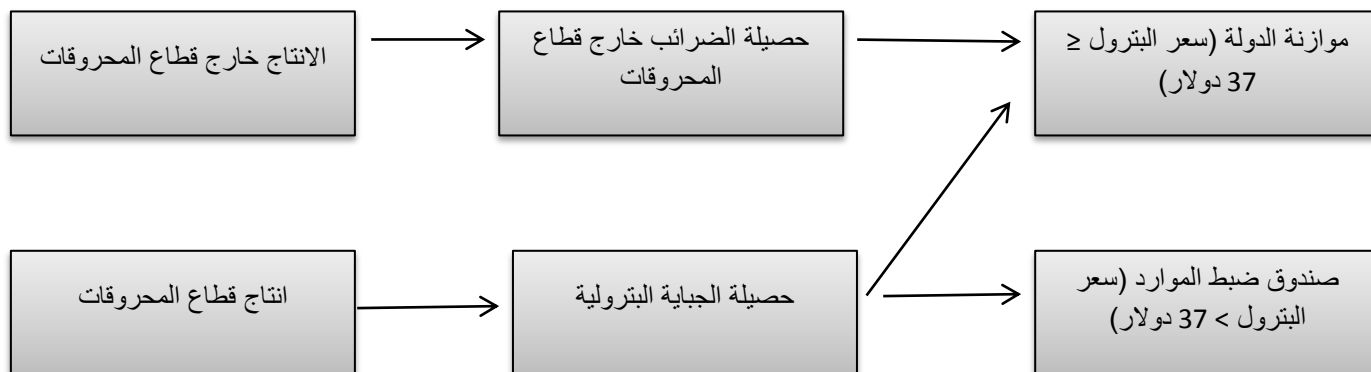 موازنة الدولة (سعر البترول ≤
37 دولار)
حصيلة الضرائب خارج قطاع
المحروقات
الانتاج خارج قطاع المحروقات
صندوق ضبط الموارد (سعر
البترول > 37 دولار)
حصيلة الجباية البترولية
انتاج قطاع المحروقات